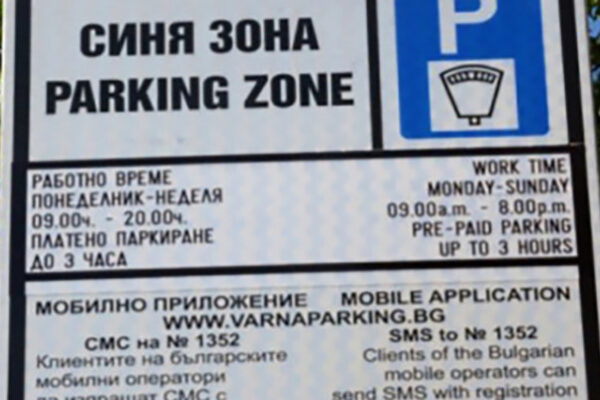 СИНЯ ЗОНА
PARKING ZONE
P
РАБОТНО ВРЕМЕ
ПОНЕДЕЛНИК-НЕДЕЛЯ
09.00ч. - 20.00ч.
ПЛАТЕНО ПАРКИРАНЕ
ДО 3 ЧАСА
WORK TIME
MONDAY-SUNDAY
09.00a.m. - 8.00p.m.
PRE-PAID PARKING
UP TO 3 HOURS
МОБИЛНО ПРИЛОЖЕНИЕ MOBILE APPLICATION
WWW.VARNAPARKING.BG
СМС на № 1352
Клиентите на българските
мобилни оператори
да изпращат СМС с
SMS to № 1352
Clients of the Bulgarian
mobile operators can
send SMS with registration